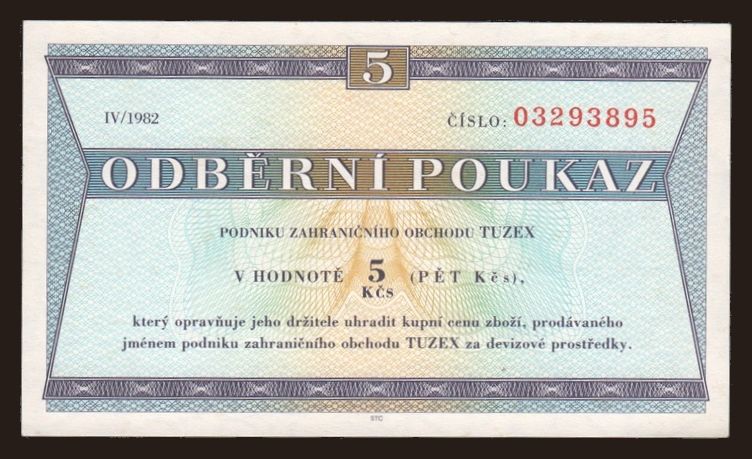 5
IV/1982 ČÍSLO: 03293895
ODBĚRNÍ POUKAZ
PODNIKU ZAHRANIČNÍHO OBCHODU TUZEX
V HODNOTĚ 5 Kčs (PĚT Kčs),
který opravňuje jeho držitele uhradit kupní cenu zboží, prodávaného
jménem podniku zahraničního obchodu TUZEX za devizové prostředky.
STC